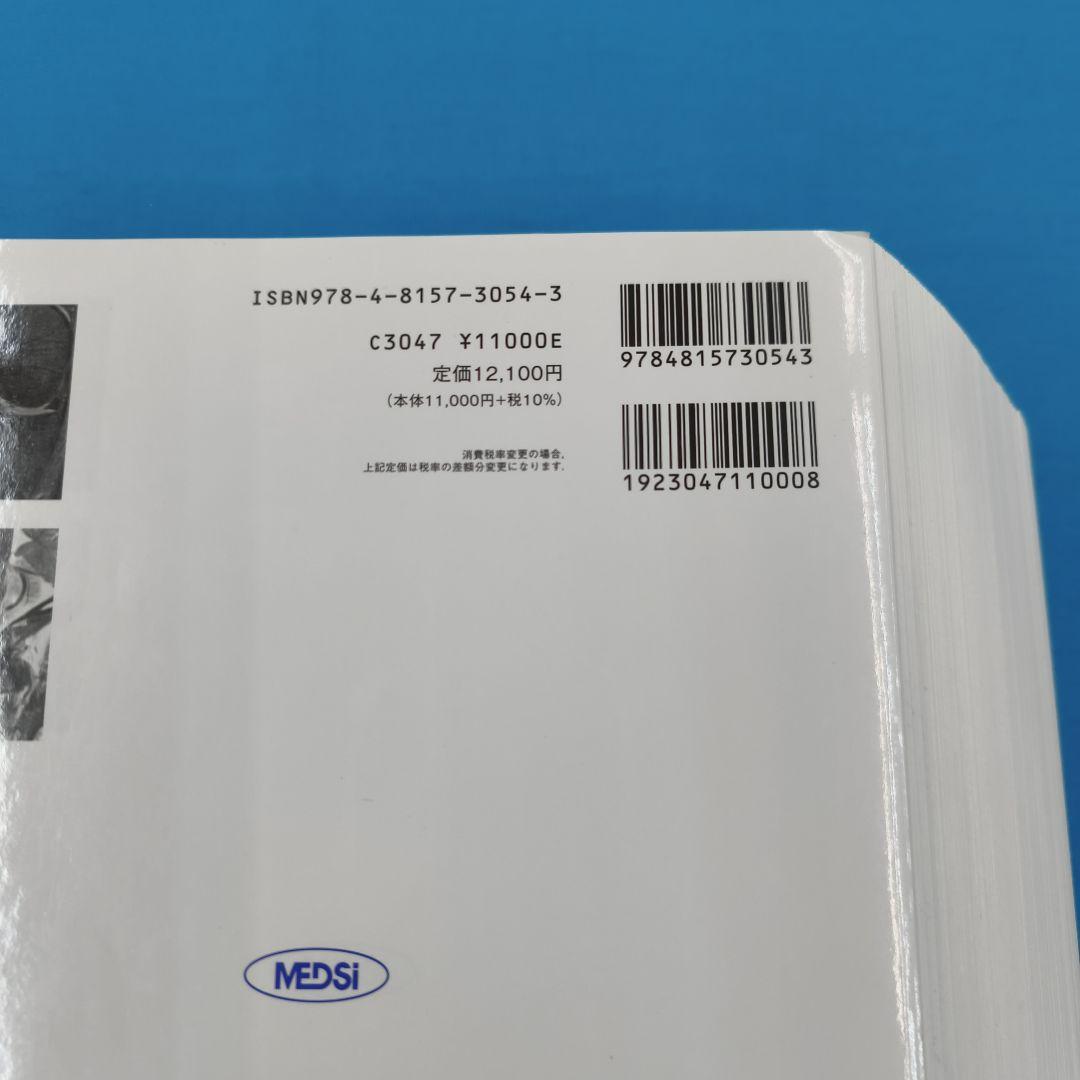 ISBN978-4-8157-3054-3
C3047 ¥11000E
定価12,100円
(本体11,000円+税10%)
消費税率変更の場合,
上記定価は税率の差額分変更になります.
9784815730543
1923047110008
MEDSi